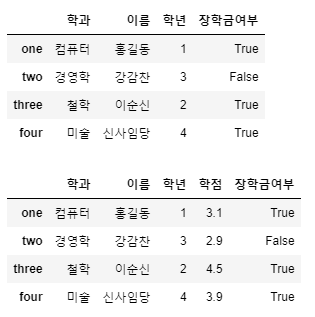 학과 이름 학년 장학금여부
one 컴퓨터 홍길동 1 True
two 경영학 강감찬 3 False
three 철학 이순신 2 True
four 미술 신사임당 4 True
학과 이름 학년 학점 장학금여부
one 컴퓨터 홍길동 1 3.1 True
two 경영학 강감찬 3 2.9 False
three 철학 이순신 2 4.5 True
four 미술 신사임당 4 3.9 True